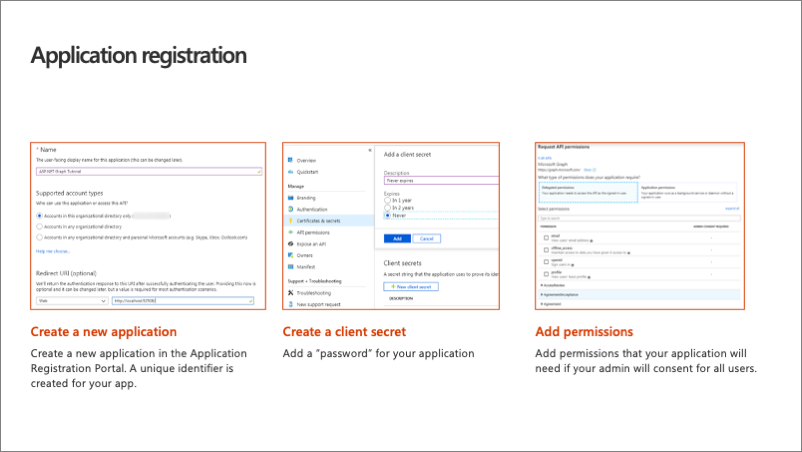 Application registration
* Name
The user-facing display name for this application (this can be changed later).
ASP.NET Graph Tutorial
Supported account types
Who can use this application or access this API?
Accounts in this organizational directory only
Accounts in any organizational directory
Accounts in any organizational directory and personal Microsoft accounts (e.g. Skype, Xbox, Outlook.com)
Help me choose...
Redirect URI (optional)
We'll return the authentication response to this URI after successfully authenticating the user. Providing this now is
optional and it can be changed later, but a value is required for most authentication scenarios.
Web
Create a new application
Create a new application in the Application
Registration Portal. A unique identifier is
created for your app.
Overview
Quickstart
Manage
Branding
Authentication
Certificates & secrets
API permissions
Expose an API
Owners
Manifest
Support + Troubleshooting
Troubleshooting
New support request
Add a client secret
Description
Never expires
Expires
In 1 year
In 2 years
Never
Add
Cancel
Client secrets
A secret string that the application uses to prove its iden
+ New client secret
DESCRIPTION
Create a client secret
Add a “password” for your application
Request API permissions
Microsoft Graph
What type of permissions does your application require?
Delegated permissions
Application permissions
Select permissions
Type to search
PERMISSION
ADMIN CONSENT REQUIRED
email
offline_access
openid
profile
AccessReview
Agreement
Add permissions
Add permissions that your application will
need if your admin will consent for all users.